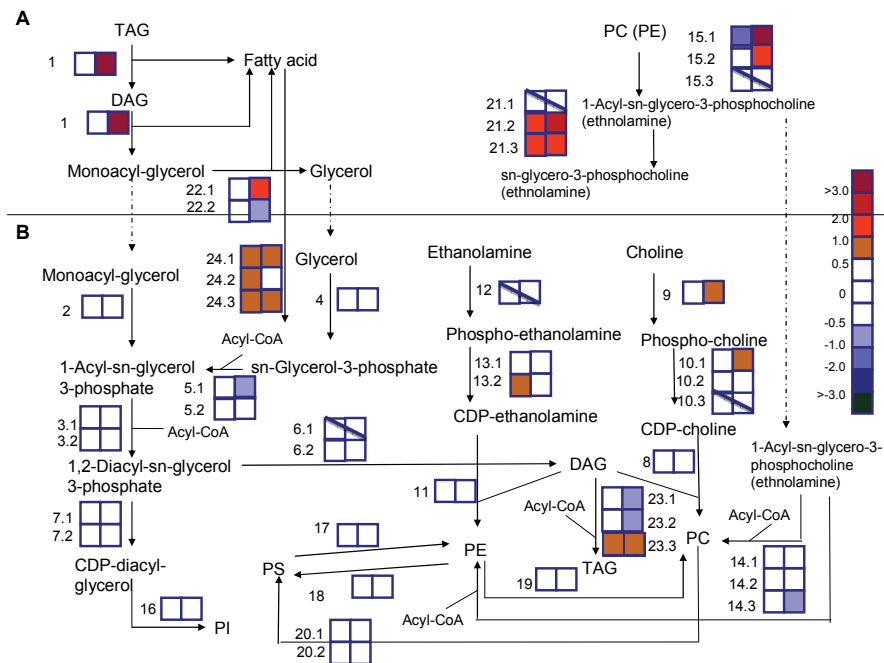 A
TAG
1
Fatty acid
DAG
1
Monoacyl-glycerol
Glycerol
22.1
22.2
PC (PE)
15.1
15.2
15.3
21.1
21.2
21.3
1-Acyl-sn-glycero-3-phosphocholine
(ethnolamine)
sn-glycero-3-phosphocholine
(ethnolamine)
>3.0
2.0
1.0
0.5
0
-0.5
-1.0
-2.0
>-3.0
B
Monoacyl-glycerol
2
24.1
24.2
24.3
Glycerol
4
Acyl-CoA
1-Acyl-sn-glycerol
3-phosphate
sn-Glycerol-3-phosphate
5.1
5.2
3.1
3.2
Acyl-CoA
6.1
6.2
1,2-Diacyl-sn-glycerol
3-phosphate
7.1
7.2
CDP-diacyl-
glycerol
16
PI
Ethanolamine
12
Phospho-ethanolamine
13.1
13.2
CDP-ethanolamine
11
Choline
9
Phospho-choline
10.1
10.2
10.3
CDP-choline
8
DAG
Acyl-CoA
23.1
23.2
23.3
TAG
1-Acyl-sn-glycero-3-
phosphocholine
(ethnolamine)
Acyl-CoA
PC
14.1
14.2
14.3
17
PE
PS
18
19
Acyl-CoA
20.1
20.2